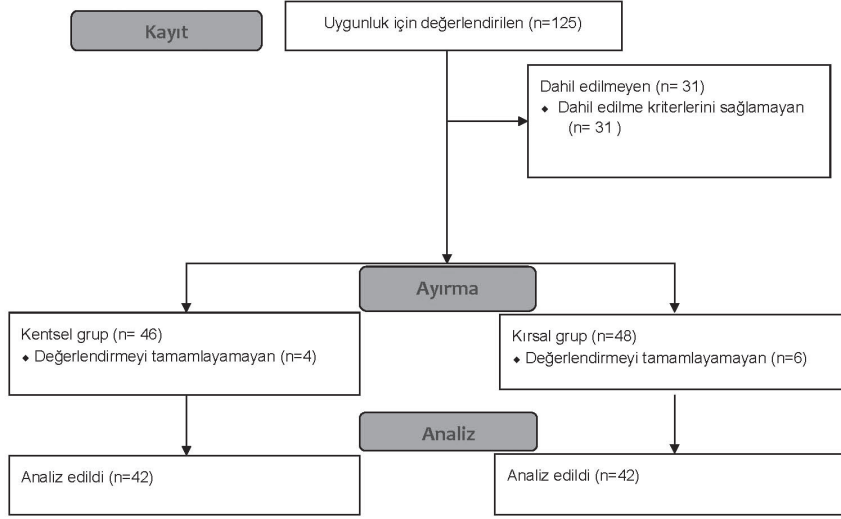 Kayıt
Uygunluk için değerlendirilen (n=125)
Dahil edilmeyen (n= 31)
⬥ Dahil edilme kriterlerini sağlamayan
(n= 31 )
Ayırma
Kentsel grup (n= 46)
⬥ Değerlendirmeyi tamamlayamayan (n=4)
Kırsal grup (n=48)
⬥ Değerlendirmeyi tamamlayamayan (n=6)
Analiz
Analiz edildi (n=42)
Analiz edildi (n=42)